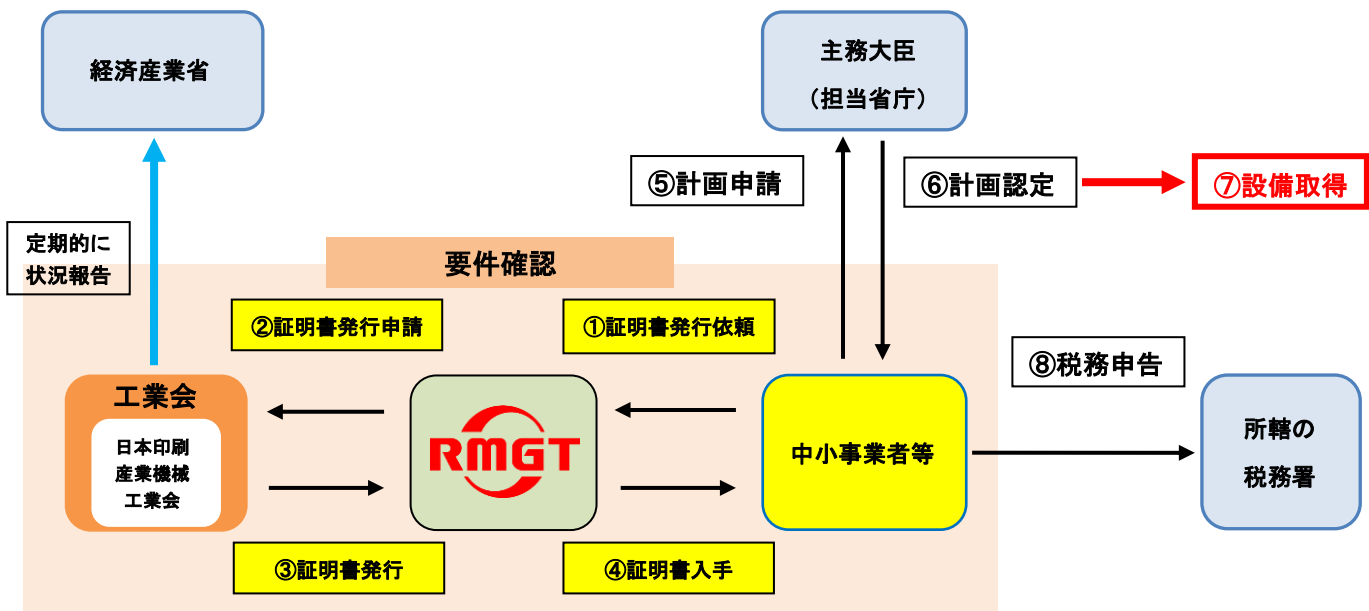 経済産業省
主務大臣
（担当省庁）
⑤計画申請
⑥計画認定
⑦設備取得
定期的に
状況報告
要件確認
②証明書発行申請
①証明書発行依頼
⑧税務申告
工業会
日本印刷
産業機械
工業会
RMGT
中小事業者等
所轄の
税務署
③証明書発行
④証明書入手